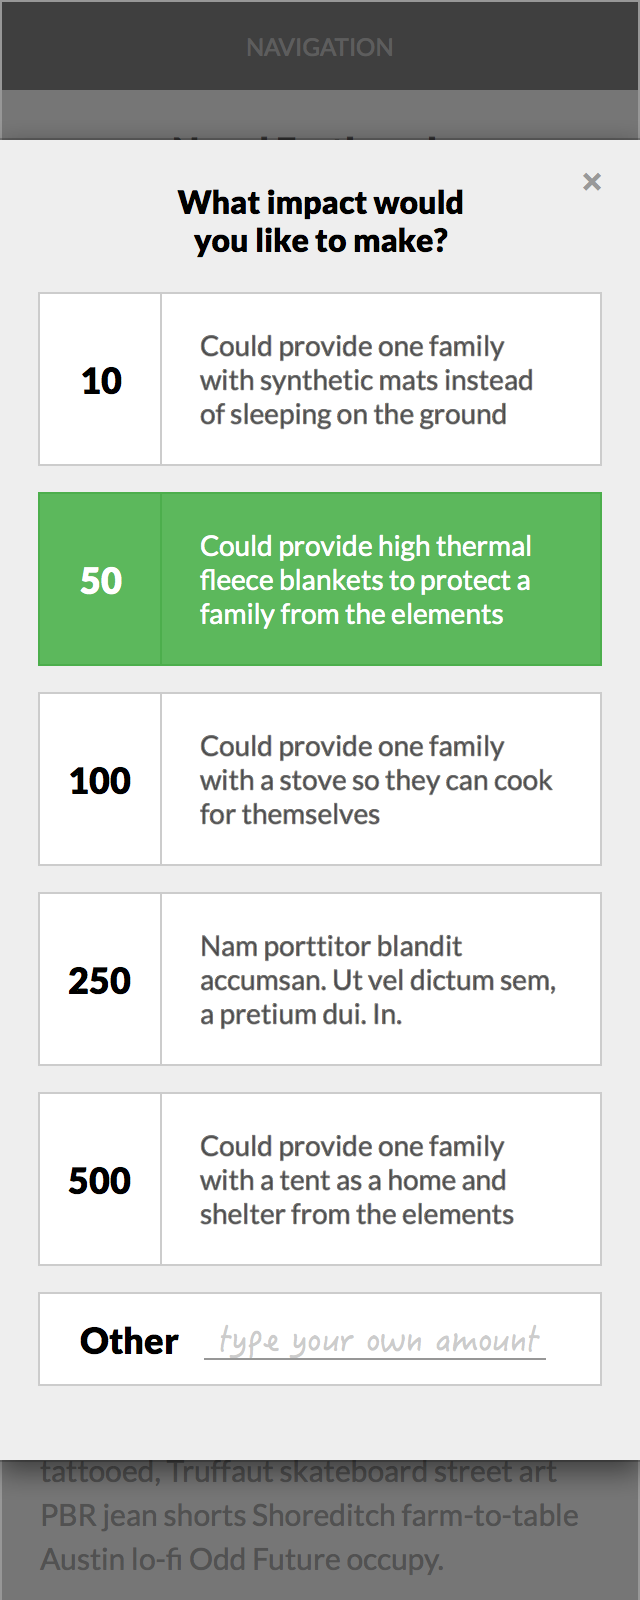 NAVIGATION
What impact would
you like to make?
×
10
Could provide one family
with synthetic mats instead
of sleeping on the ground
50
Could provide high thermal
fleece blankets to protect a
family from the elements
100
Could provide one family
with a stove so they can cook
for themselves
250
Nam porttitor blandit
accumsan. Ut vel dictum sem,
a pretium dui. In.
500
Could provide one family
with a tent as a home and
shelter from the elements
Other type your own amount
tattooed, Truffaut skateboard street art
PBR jean shorts Shoreditch farm-to-table
Austin lo-fi Odd Future occupy.